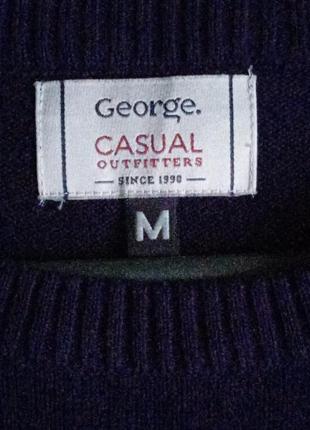 George.
CASUAL
OUTFITTERS
SINCE 1990
M